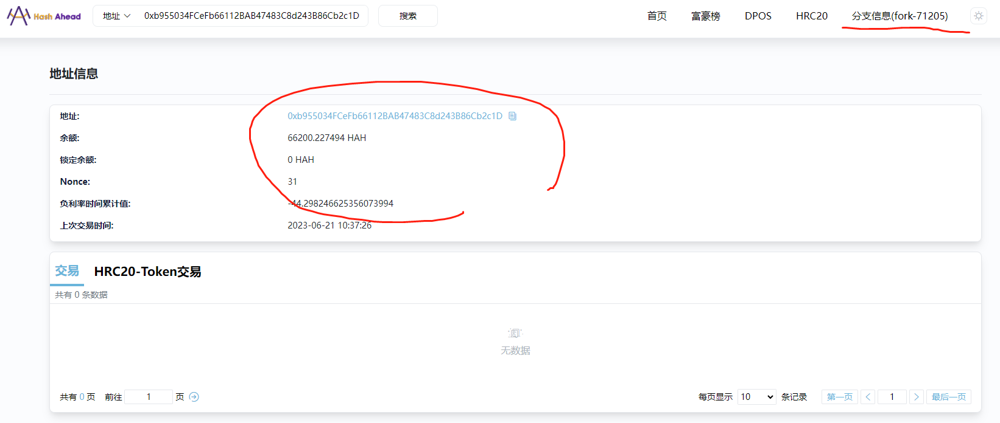 Hash Ahead 地址 0xb955034FCeFb66112BAB47483C8d243B86Cb2c1D 搜索 首页 富豪榜 DPOS HRC20 分支信息(fork-71205)
地址信息
地址: 0xb955034FCeFb66112BAB47483C8d243B86Cb2c1D
余额: 66200.227494 HAH
锁定余额: 0 HAH
Nonce: 31
负利率时间累计值: -44.298246625356073994
上次交易时间: 2023-06-21 10:37:26
交易 HRC20-Token交易
共有 0 条数据
无数据
共有 0 页 前往 1 页 每页显示 10 条记录 第一页 < 1 > 最后一页